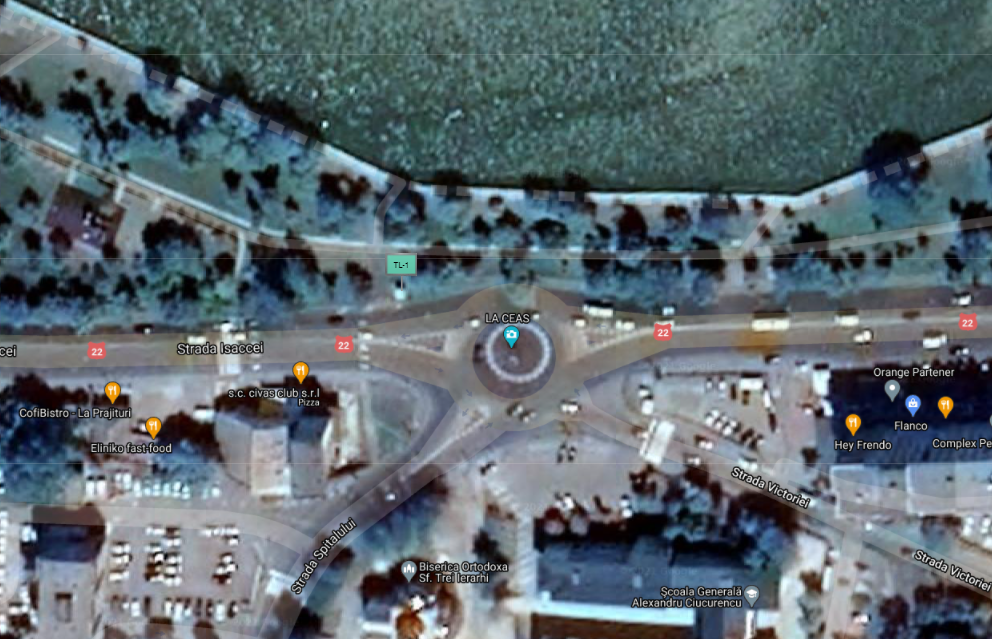 TL-1
LA CEAS
22
22
22
22
cei
Strada Isaccei
Orange Partener
s.c. civas club s.r.l
Pizza
CofiBistro - La Prajituri
Flanco
Hey Frendo
Complex Pe
Eliniko fast-food
Strada Victoriei
Strada Spitalului
Strada Victoriei
Biserica Ortodoxa
Sf. Trei Ierarhi
Școala Generală
Alexandru Ciucurencu